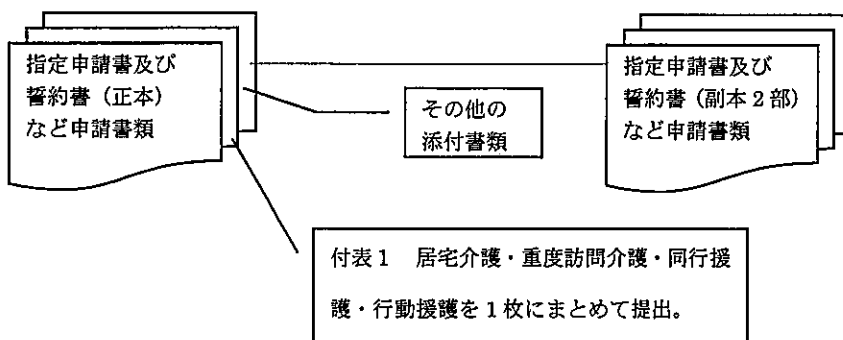 指定申請書及び
誓約書（正本）
など申請書類
その他の
添付書類
指定申請書及び
誓約書（副本２部）
など申請書類
付表１　居宅介護・重度訪問介護・同行援
護・行動援護を１枚にまとめて提出。